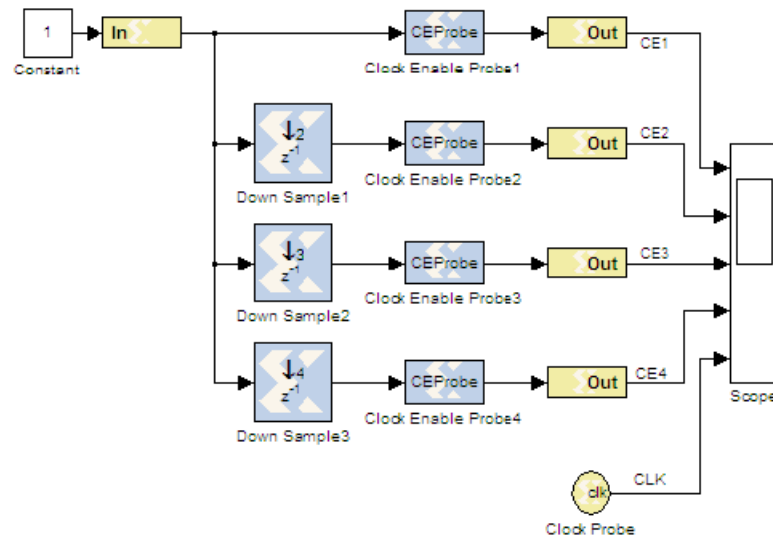 1
In
Constant
CEProbe
Clock Enable Probe1
Out
CE1
↓2
z-1
Down Sample1
CEProbe
Clock Enable Probe2
Out
CE2
↓3
z-1
Down Sample2
CEProbe
Clock Enable Probe3
Out
CE3
↓4
z-1
Down Sample3
CEProbe
Clock Enable Probe4
Out
CE4
Scope
clk
CLK
Clock Probe